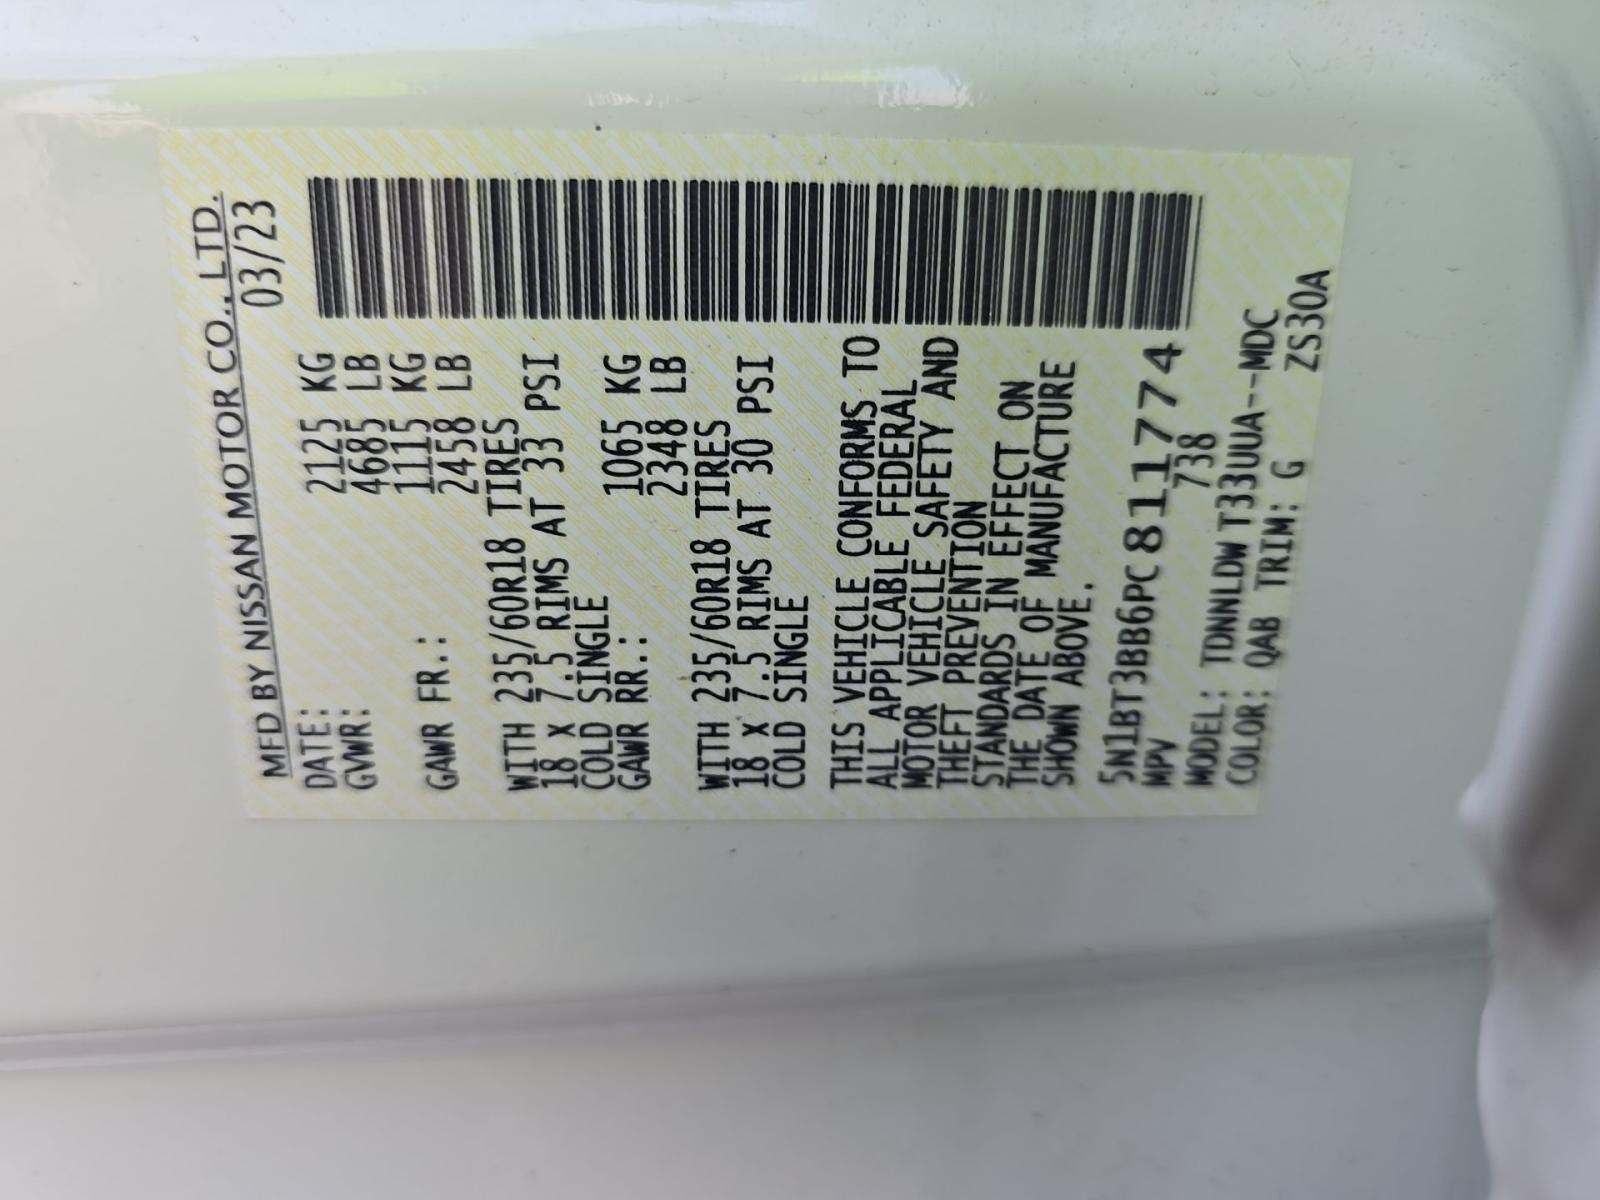 MFD BY NISSAN MOTOR CO., LTD.
DATE: 03/23
GVWR: 2125 KG
4685 LB
GAWR FR.: 1115 KG
2458 LB
WITH 235/60R18 TIRES
18 X 7.5 RIMS AT 33 PSI
COLD SINGLE
GAWR RR.: 1065 KG
2348 LB
WITH 235/60R18 TIRES
18 X 7.5 RIMS AT 30 PSI
COLD SINGLE
THIS VEHICLE CONFORMS TO
ALL APPLICABLE FEDERAL
MOTOR VEHICLE SAFETY AND
THEFT PREVENTION
STANDARDS IN EFFECT ON
THE DATE OF MANUFACTURE
SHOWN ABOVE.
5N1BT3BB6PC811774
MPV 738
MODEL: TDNNLDW T33UUA--MDC
COLOR: QAB TRIM: G ZS30A